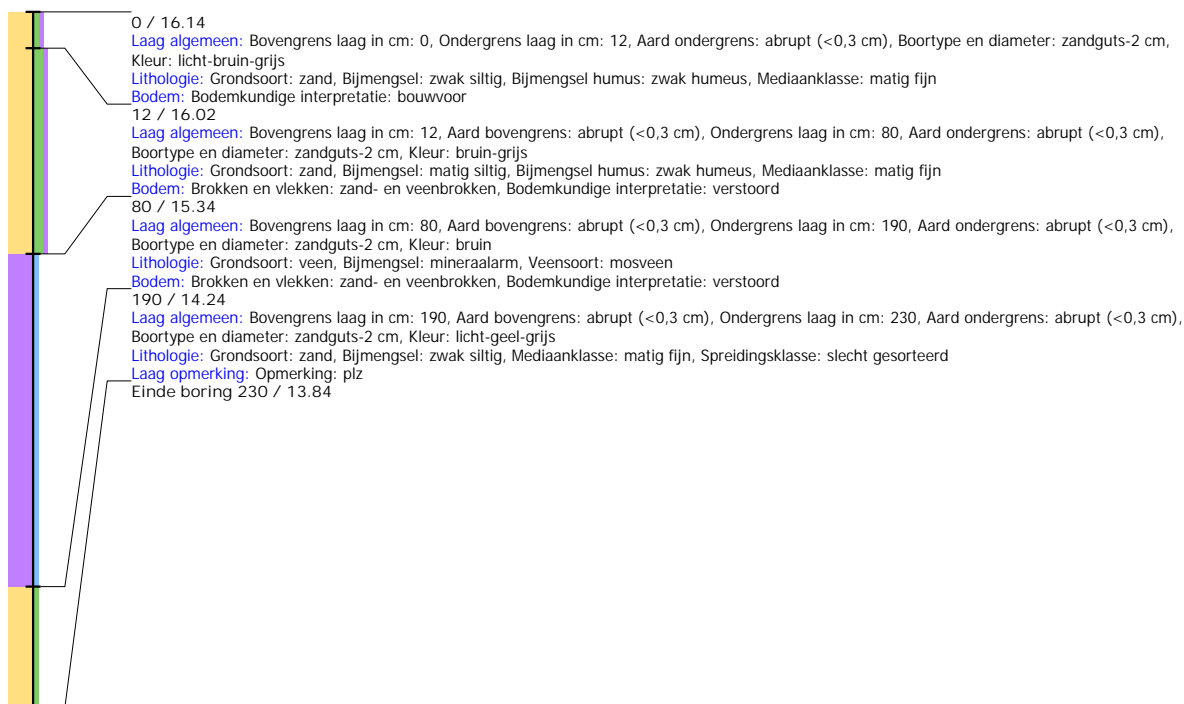 0 / 16.14
Laag algemeen: Bovengrens laag in cm: 0, Ondergrens laag in cm: 12, Aard ondergrens: abrupt (<0,3 cm), Boortype en diameter: zandguts-2 cm,
Kleur: licht-bruin-grijs
Lithologie: Grondsoort: zand, Bijmengsel: zwak siltig, Bijmengsel humus: zwak humeus, Mediaanklasse: matig fijn
Bodem: Bodemkundige interpretatie: bouwvoor
12 / 16.02
Laag algemeen: Bovengrens laag in cm: 12, Aard bovengrens: abrupt (<0,3 cm), Ondergrens laag in cm: 80, Aard ondergrens: abrupt (<0,3 cm),
Boortype en diameter: zandguts-2 cm, Kleur: bruin-grijs
Lithologie: Grondsoort: zand, Bijmengsel: matig siltig, Bijmengsel humus: zwak humeus, Mediaanklasse: matig fijn
Bodem: Brokken en vlekken: zand- en veenbrokken, Bodemkundige interpretatie: verstoord
80 / 15.34
Laag algemeen: Bovengrens laag in cm: 80, Aard bovengrens: abrupt (<0,3 cm), Ondergrens laag in cm: 190, Aard ondergrens: abrupt (<0,3 cm),
Boortype en diameter: zandguts-2 cm, Kleur: bruin
Lithologie: Grondsoort: veen, Bijmengsel: mineraalarm, Veensoort: mosveen
Bodem: Brokken en vlekken: zand- en veenbrokken, Bodemkundige interpretatie: verstoord
190 / 14.24
Laag algemeen: Bovengrens laag in cm: 190, Aard bovengrens: abrupt (<0,3 cm), Ondergrens laag in cm: 230, Aard ondergrens: abrupt (<0,3 cm),
Boortype en diameter: zandguts-2 cm, Kleur: licht-geel-grijs
Lithologie: Grondsoort: zand, Bijmengsel: zwak siltig, Mediaanklasse: matig fijn, Spreidingsklasse: slecht gesorteerd
Laag opmerking: Opmerking: plz
Einde boring 230 / 13.84